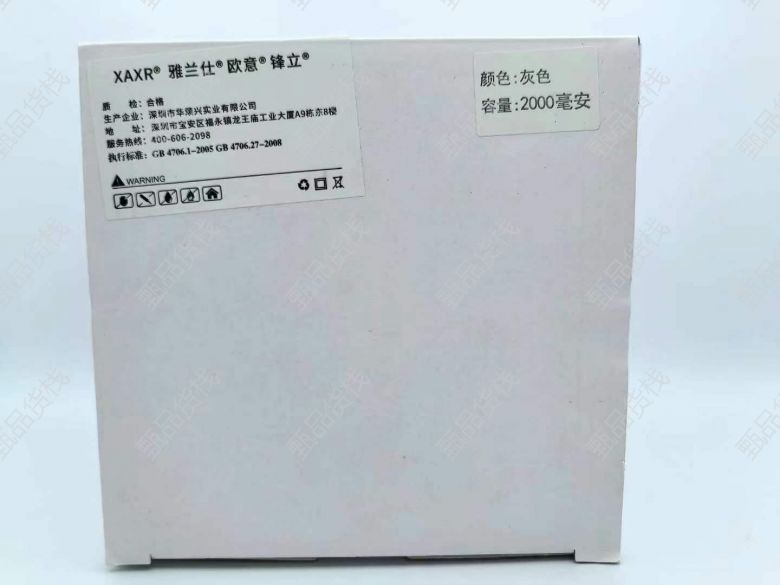 XAXR® 雅兰仕® 欧意® 锋立®
质 检：合格
生产企业：深圳市华荣兴实业有限公司
地 址：深圳市宝安区福永镇龙王庙工业大厦A9栋东8楼
服务热线：400-606-2098
执行标准：GB 4706.1-2005 GB 4706.27-2008
WARNING
颜色:灰色
容量:2000毫安
甄品货栈